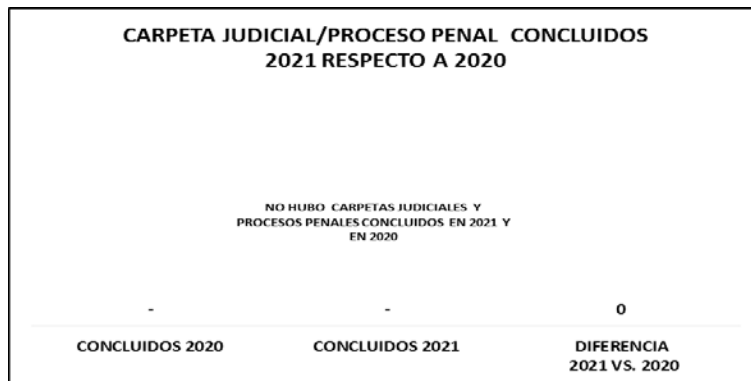 CARPETA JUDICIAL/PROCESO PENAL CONCLUIDOS
2021 RESPECTO A 2020
NO HUBO CARPETAS JUDICIALES Y
PROCESOS PENALES CONCLUIDOS EN 2021 Y
EN 2020
- - 0
CONCLUIDOS 2020 CONCLUIDOS 2021 DIFERENCIA
2021 VS. 2020